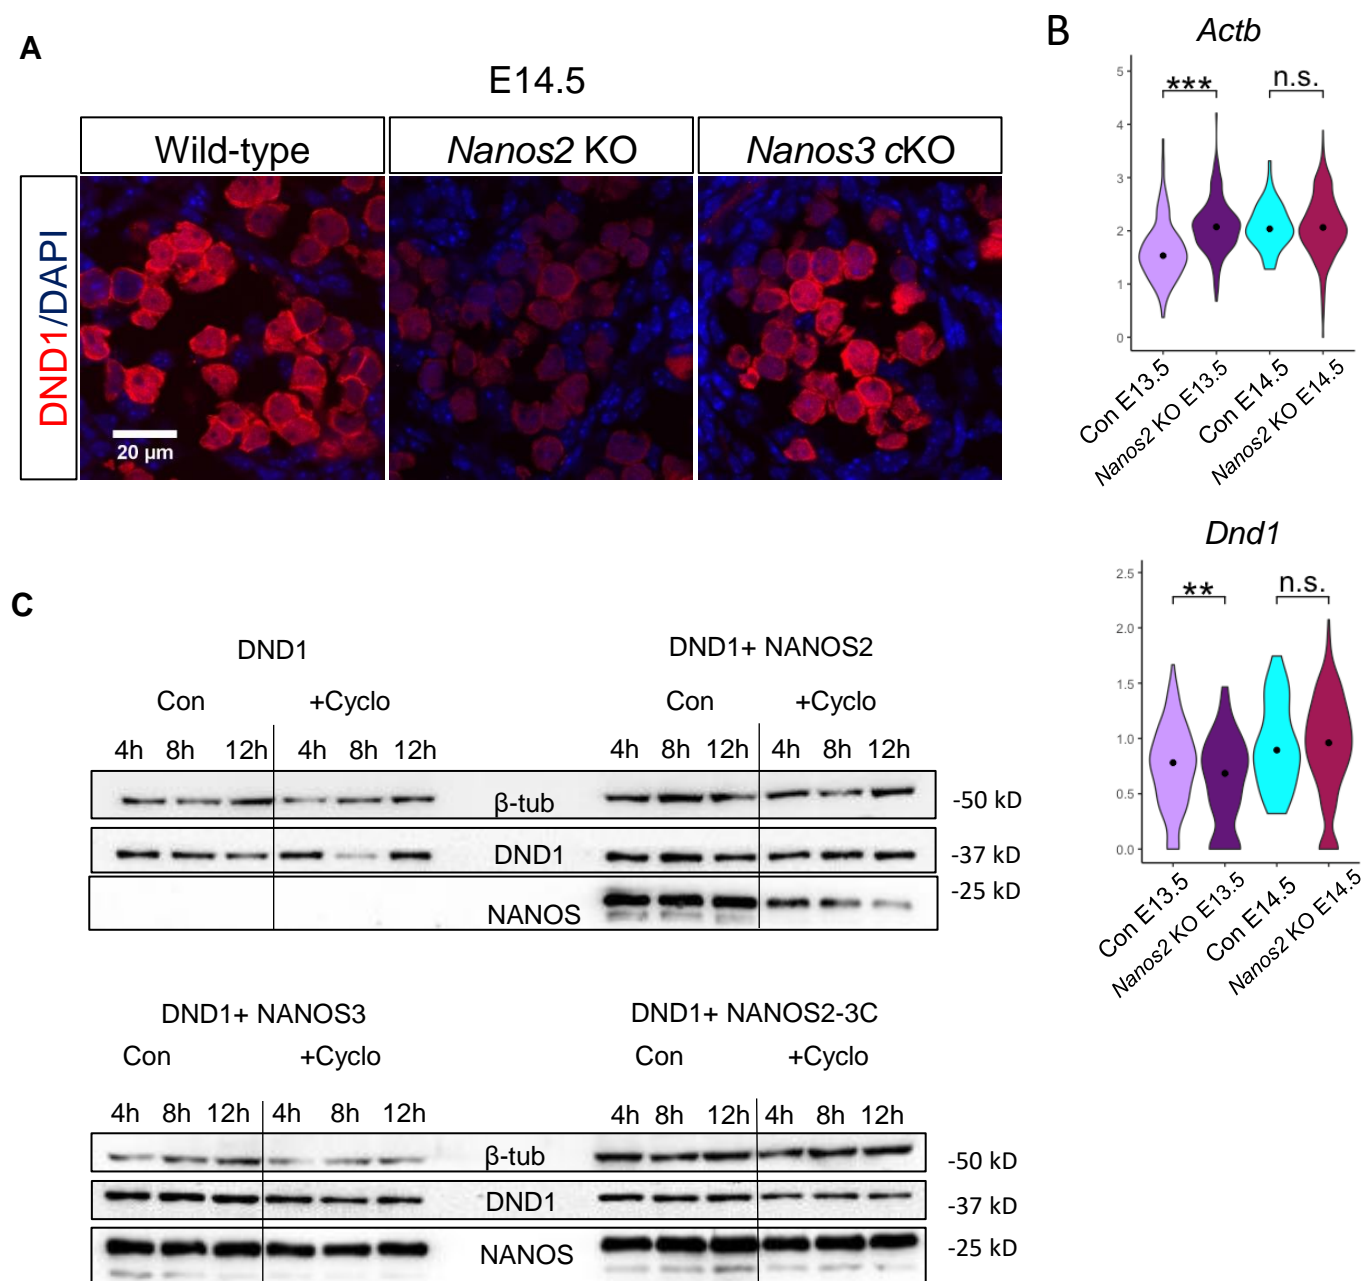 A
E14.5
Wild-type
Nanos2 KO
Nanos3 cKO
DND1/DAPI
20 µm
B
Actb
5
4
3
2
1
0
***
n.s.
Con E13.5
Nanos2 KO E13.5
Con E14.5
Nanos2 KO E14.5
Dnd1
2.5
2.0
1.5
1.0
0.5
0.0
**
n.s.
Con E13.5
Nanos2 KO E13.5
Con E14.5
Nanos2 KO E14.5
C
DND1
DND1+ NANOS2
Con +Cyclo Con +Cyclo
4h 8h 12h 4h 8h 12h 4h 8h 12h 4h 8h 12h
β-tub -50 kD
DND1 -37 kD
NANOS -25 kD
DND1+ NANOS3
DND1+ NANOS2-3C
Con +Cyclo Con +Cyclo
4h 8h 12h 4h 8h 12h 4h 8h 12h 4h 8h 12h
β-tub -50 kD
DND1 -37 kD
NANOS -25 kD